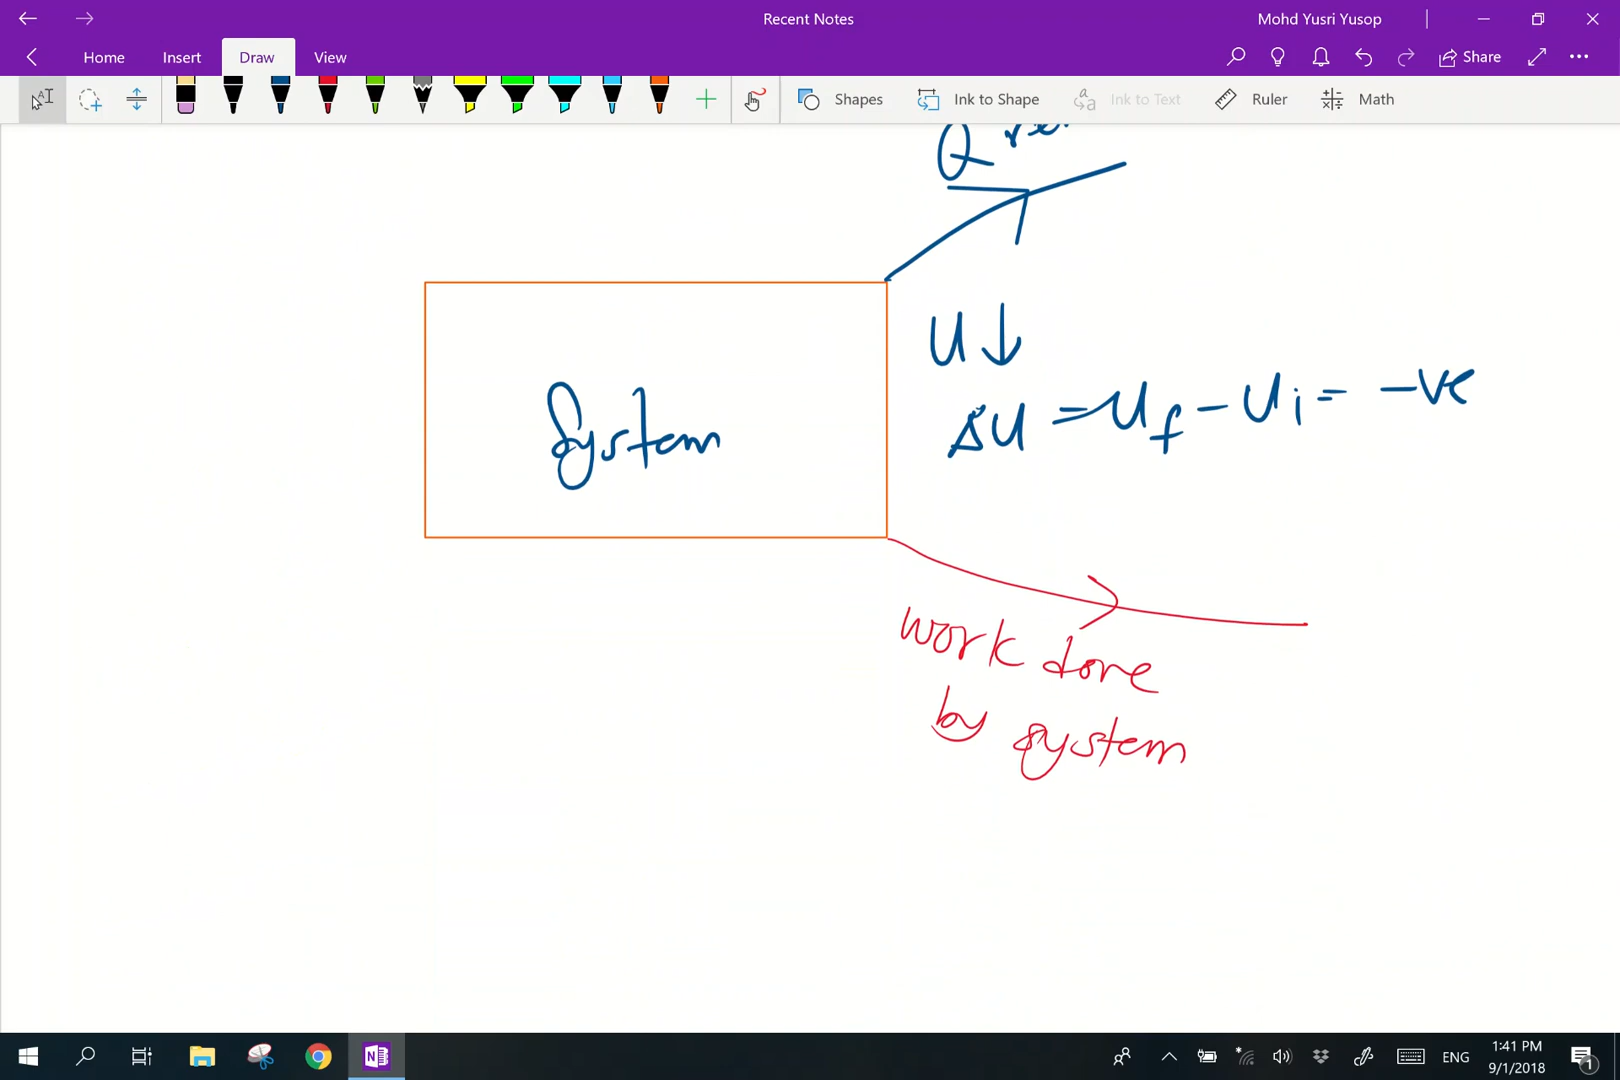 Recent Notes
Mohd Yusri Yusop
Home Insert Draw View
Share
Shapes Ink to Shape Ink to Text Ruler Math
Q
U↓
System
ΔU = Uf - Ui = -ve
work done
by system
ENG
1:41 PM
9/1/2018
1